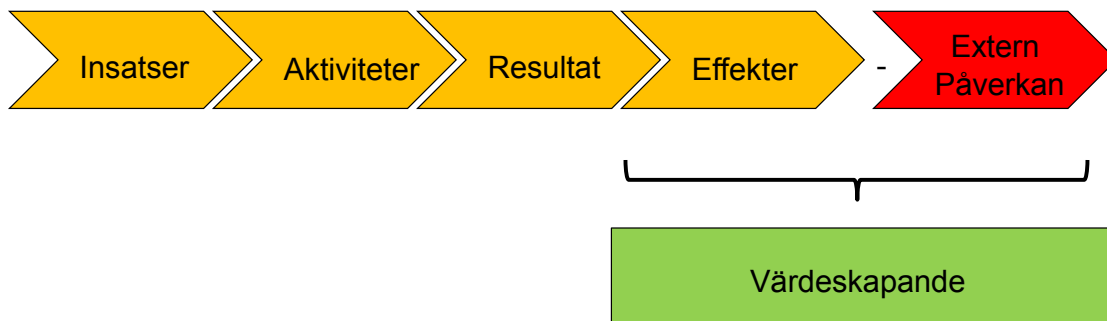 Insatser
Aktiviteter
Resultat
Effekter
-
Extern
Påverkan
Värdeskapande